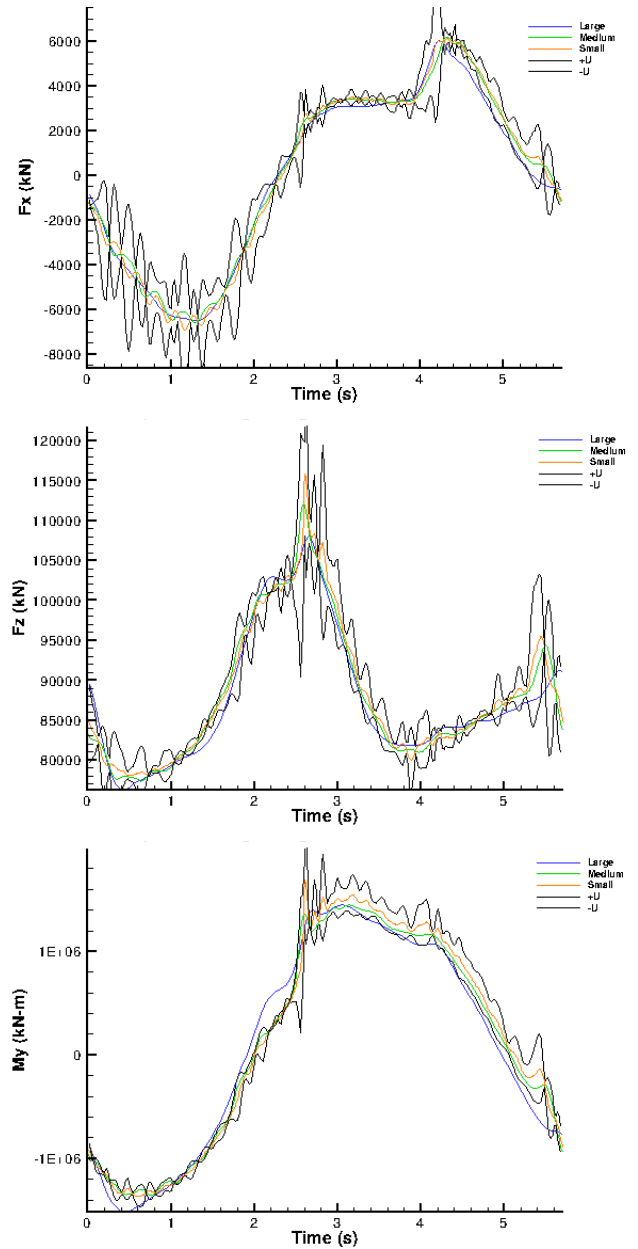 6000
4000
2000
0
-2000
-4000
-6000
-8000
Fx (kN)
Large
Medium
Small
+U
-U
0 1 2 3 4 5
Time (s)
120000
115000
110000
105000
100000
95000
90000
85000
80000
Fz (kN)
Large
Medium
Small
+U
-U
0 1 2 3 4 5
Time (s)
1E+06
0
-1E+06
My (kN-m)
Large
Medium
Small
+U
-U
0 1 2 3 4 5
Time (s)